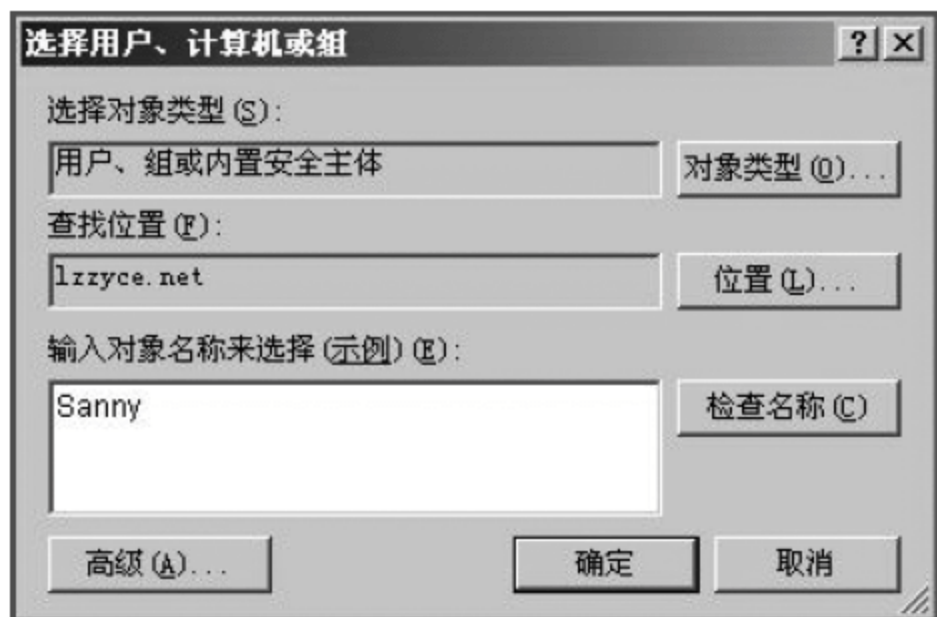 选择用户、计算机或组
选择对象类型(S):
用户、组或内置安全主体 对象类型(O)...
查找位置(F):
lzzyce.net 位置(L)...
输入对象名称来选择(示例)(E):
Sanny 检查名称(C)
高级(A)... 确定 取消